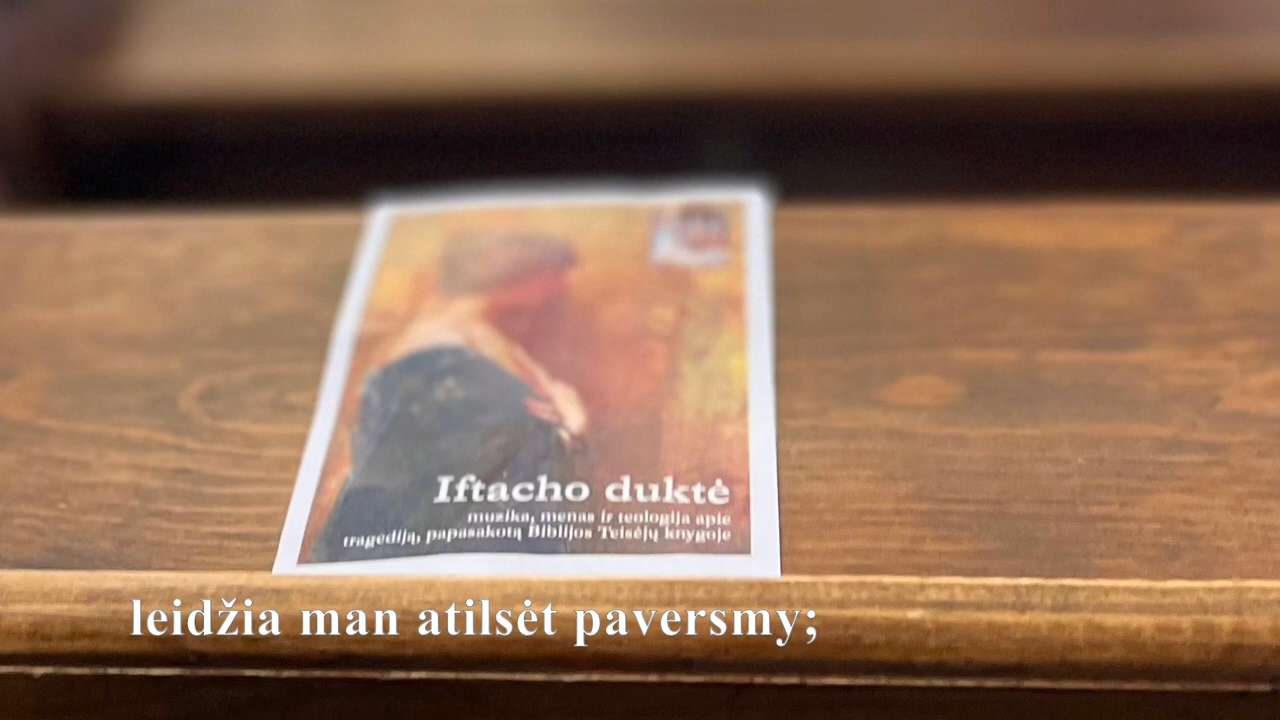 Iftacho duktė
muzika, menas ir teologija apie
tragediją, papasakotą Biblijos Teisėjų knygoje
leidžia man atilsėt paversmy;